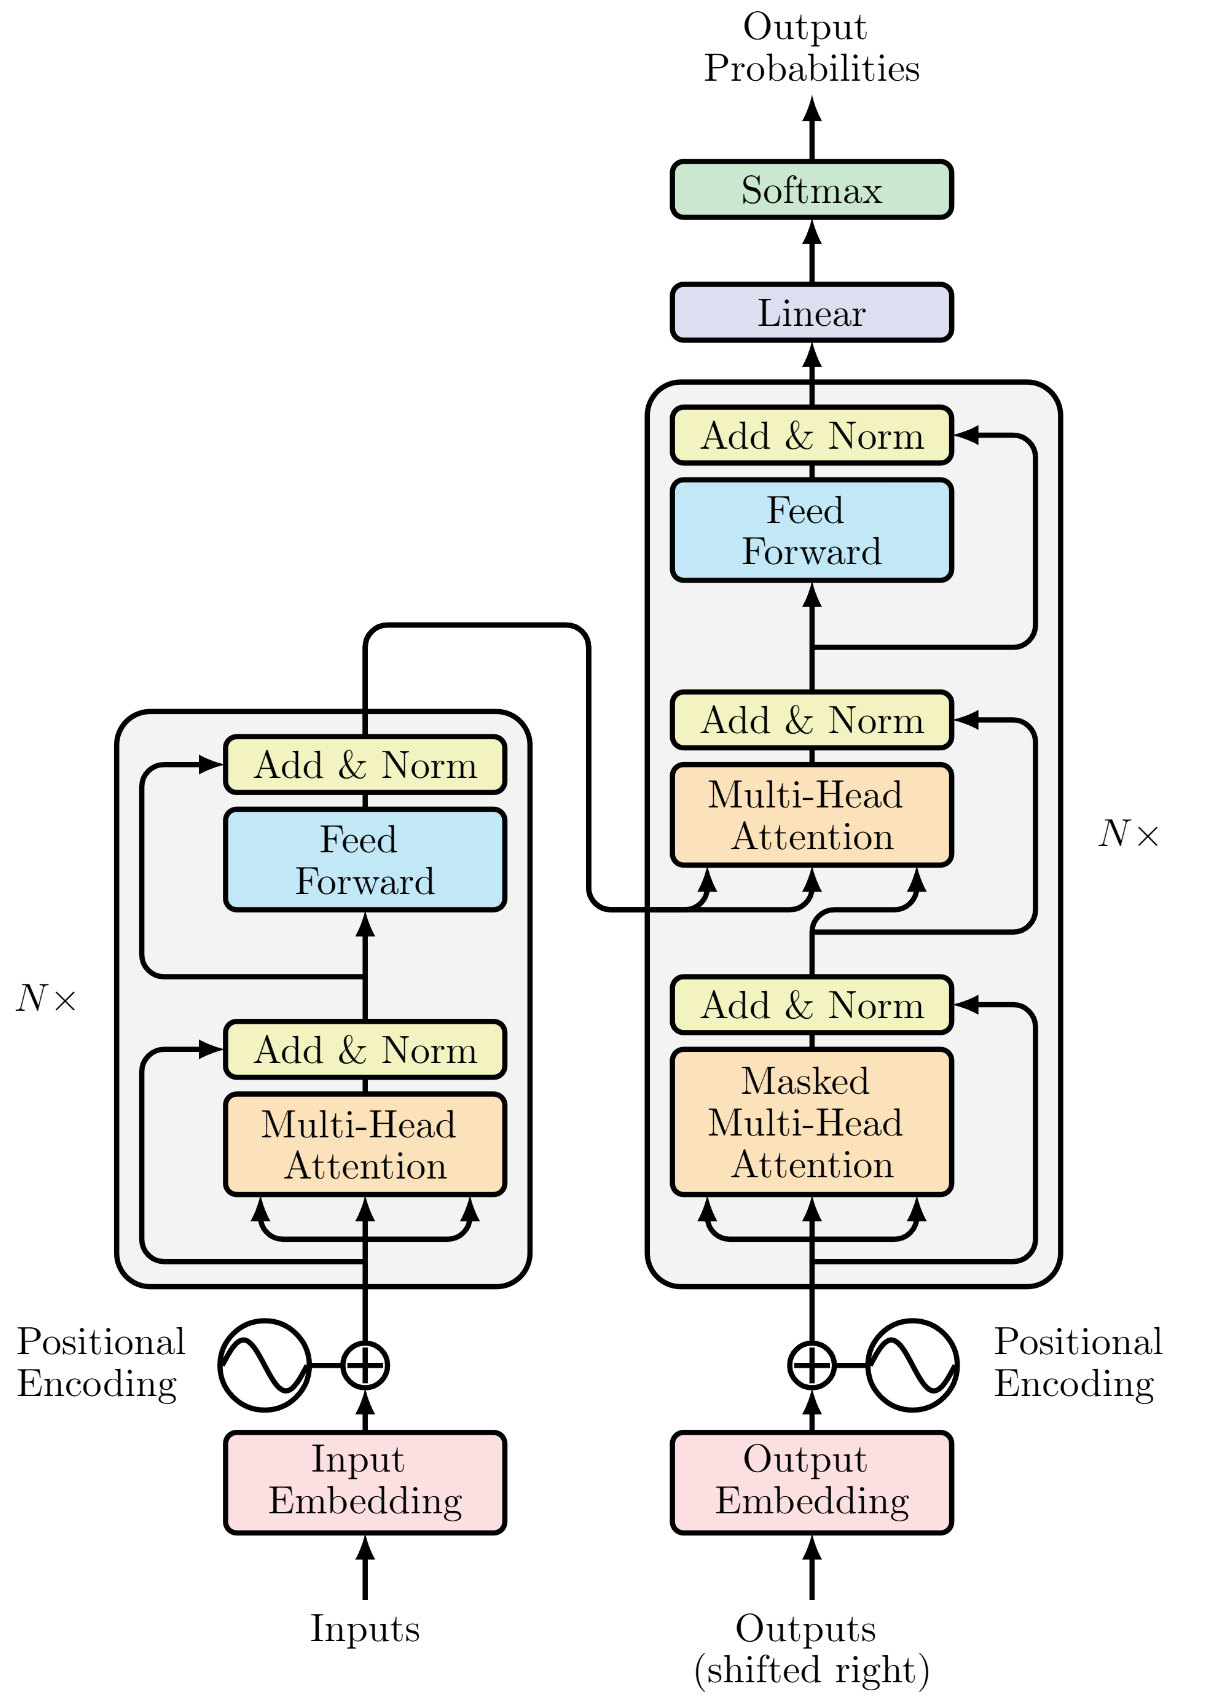 Output
Probabilities
Softmax
Linear
Add & Norm
Feed
Forward
Add & Norm
Multi-Head
Attention
N×
Add & Norm
Masked
Multi-Head
Attention
Add & Norm
Feed
Forward
N×
Add & Norm
Multi-Head
Attention
Positional
Encoding
Positional
Encoding
Input
Embedding
Output
Embedding
Inputs
Outputs
(shifted right)